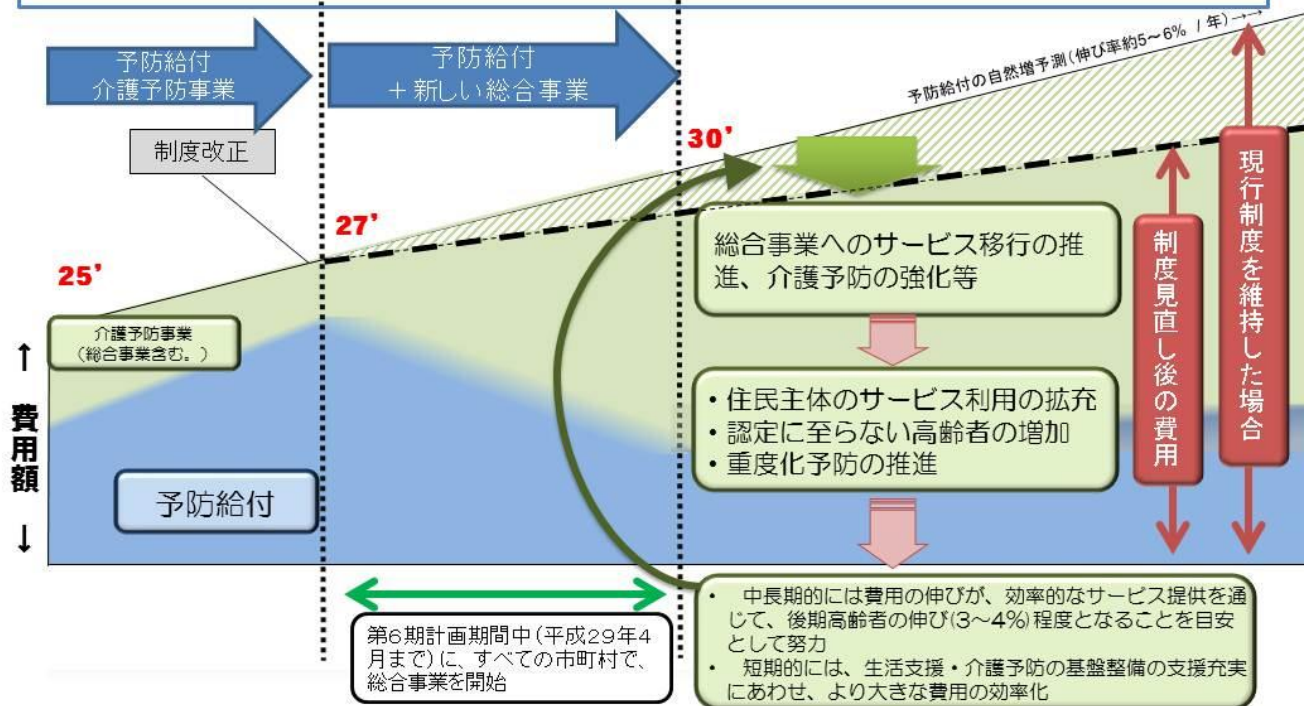 予防給付
介護予防事業
予防給付
＋新しい総合事業
予防給付の自然増予測(伸び率約5～6% / 年)→→
制度改正
25’
27’
30’
介護予防事業
(総合事業含む。)
↑
費用額
↓
予防給付
総合事業へのサービス移行の推
進、介護予防の強化等
・住民主体のサービス利用の拡充
・認定に至らない高齢者の増加
・重度化予防の推進
制度見直し後の費用
現行制度を維持した場合
第6期計画期間中(平成29年4
月まで)に、すべての市町村で、
総合事業を開始
・ 中長期的には費用の伸びが、効率的なサービス提供を通
じて、後期高齢者の伸び(3～4%)程度となることを目安
として努力
・ 短期的には、生活支援・介護予防の基盤整備の支援充実
にあわせ、より大きな費用の効率化